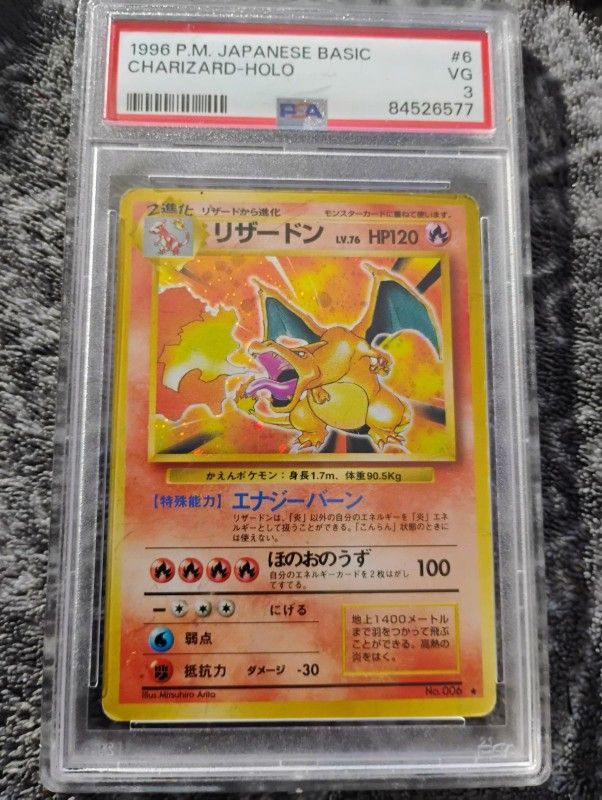 1996 P.M. JAPANESE BASIC #6
CHARIZARD-HOLO VG
3
PSA 84526577
2進化 リザードから進化 モンスターカードに重ねて使います。
リザードン LV.76 HP120
かえんポケモン:身長1.7m、体重90.5Kg
【特殊能力】エナジーバーン
リザードンは、「炎」以外の自分のエネルギーを「炎」エネ
ルギーとして扱うことができる。「こんらん」状態のときに
は使えない。
ほのおのうず 100
自分のエネルギーカードを2枚はがし
てすてる。
にげる
弱点
抵抗力 ダメージ -30
地上1400メートル
まで羽をつかって飛ぶ
ことができる。高熱の
炎をはく。
Illus.Mitsuhiro Arita No.006 ★